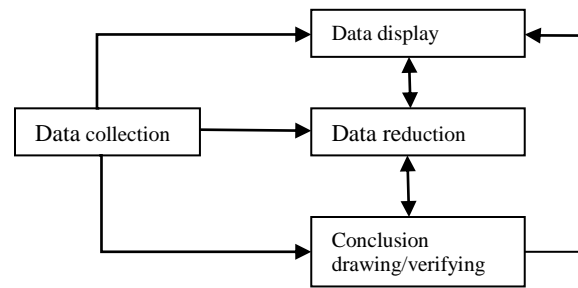 Data display
Data collection
Data reduction
Conclusion
drawing/verifying